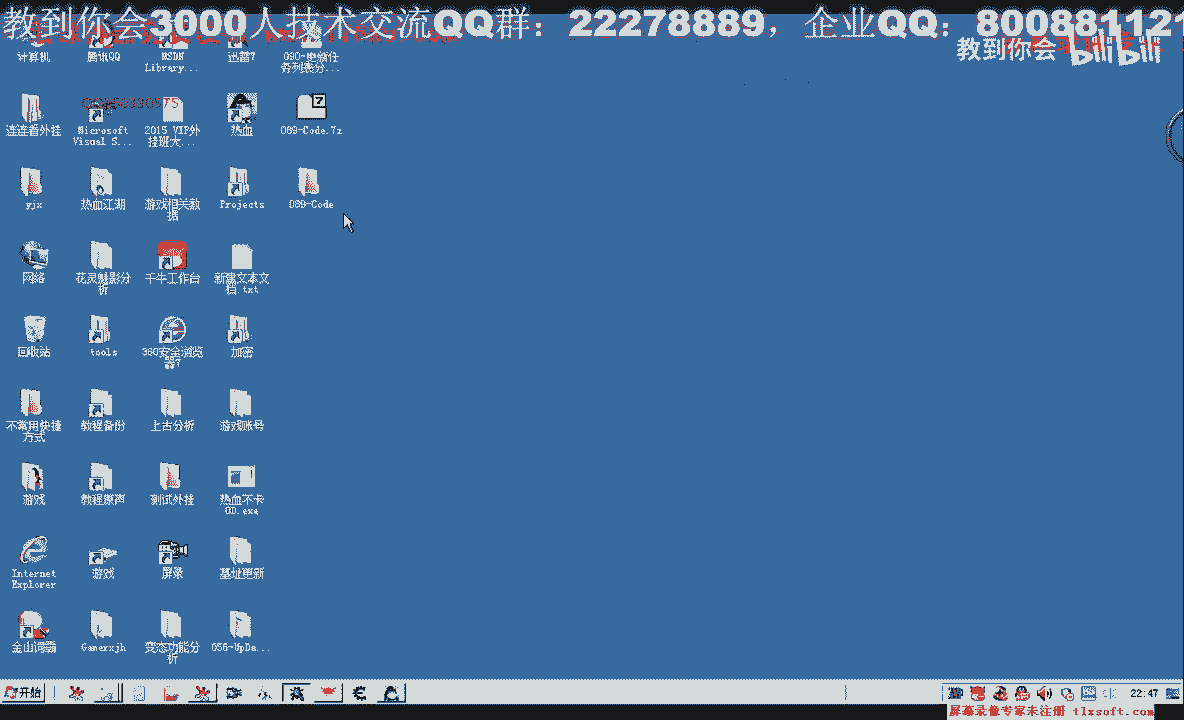 教到你会3000人技术交流QQ群：22278889，企业QQ：800881121
教到你会 bilibili
计算机
腾讯QQ
MSDN
Library...
迅雷7
090-更新任
务列表分...
连连看外挂
Microsoft
Visual S...
2015 VIP外
挂班大...
热血
089-Code.7z
yjx
热血江湖
游戏相关数
据
Projects
089-Code
网络
花灵魅影分
析
千牛工作台
新建文本文
档.txt
回收站
tools
360安全浏览
器7
加密
不常用快捷
方式
教程备份
上古分析
游戏账号
游戏
教程原声
测试外挂
热血不卡
OD.exe
Internet
Explorer
游戏
屏录
基址更新
金山词霸
Gamerxjh
变态功能分
析
056-UpDa...
开始
22:47
屏幕录像专家未注册 tlxsoft.com